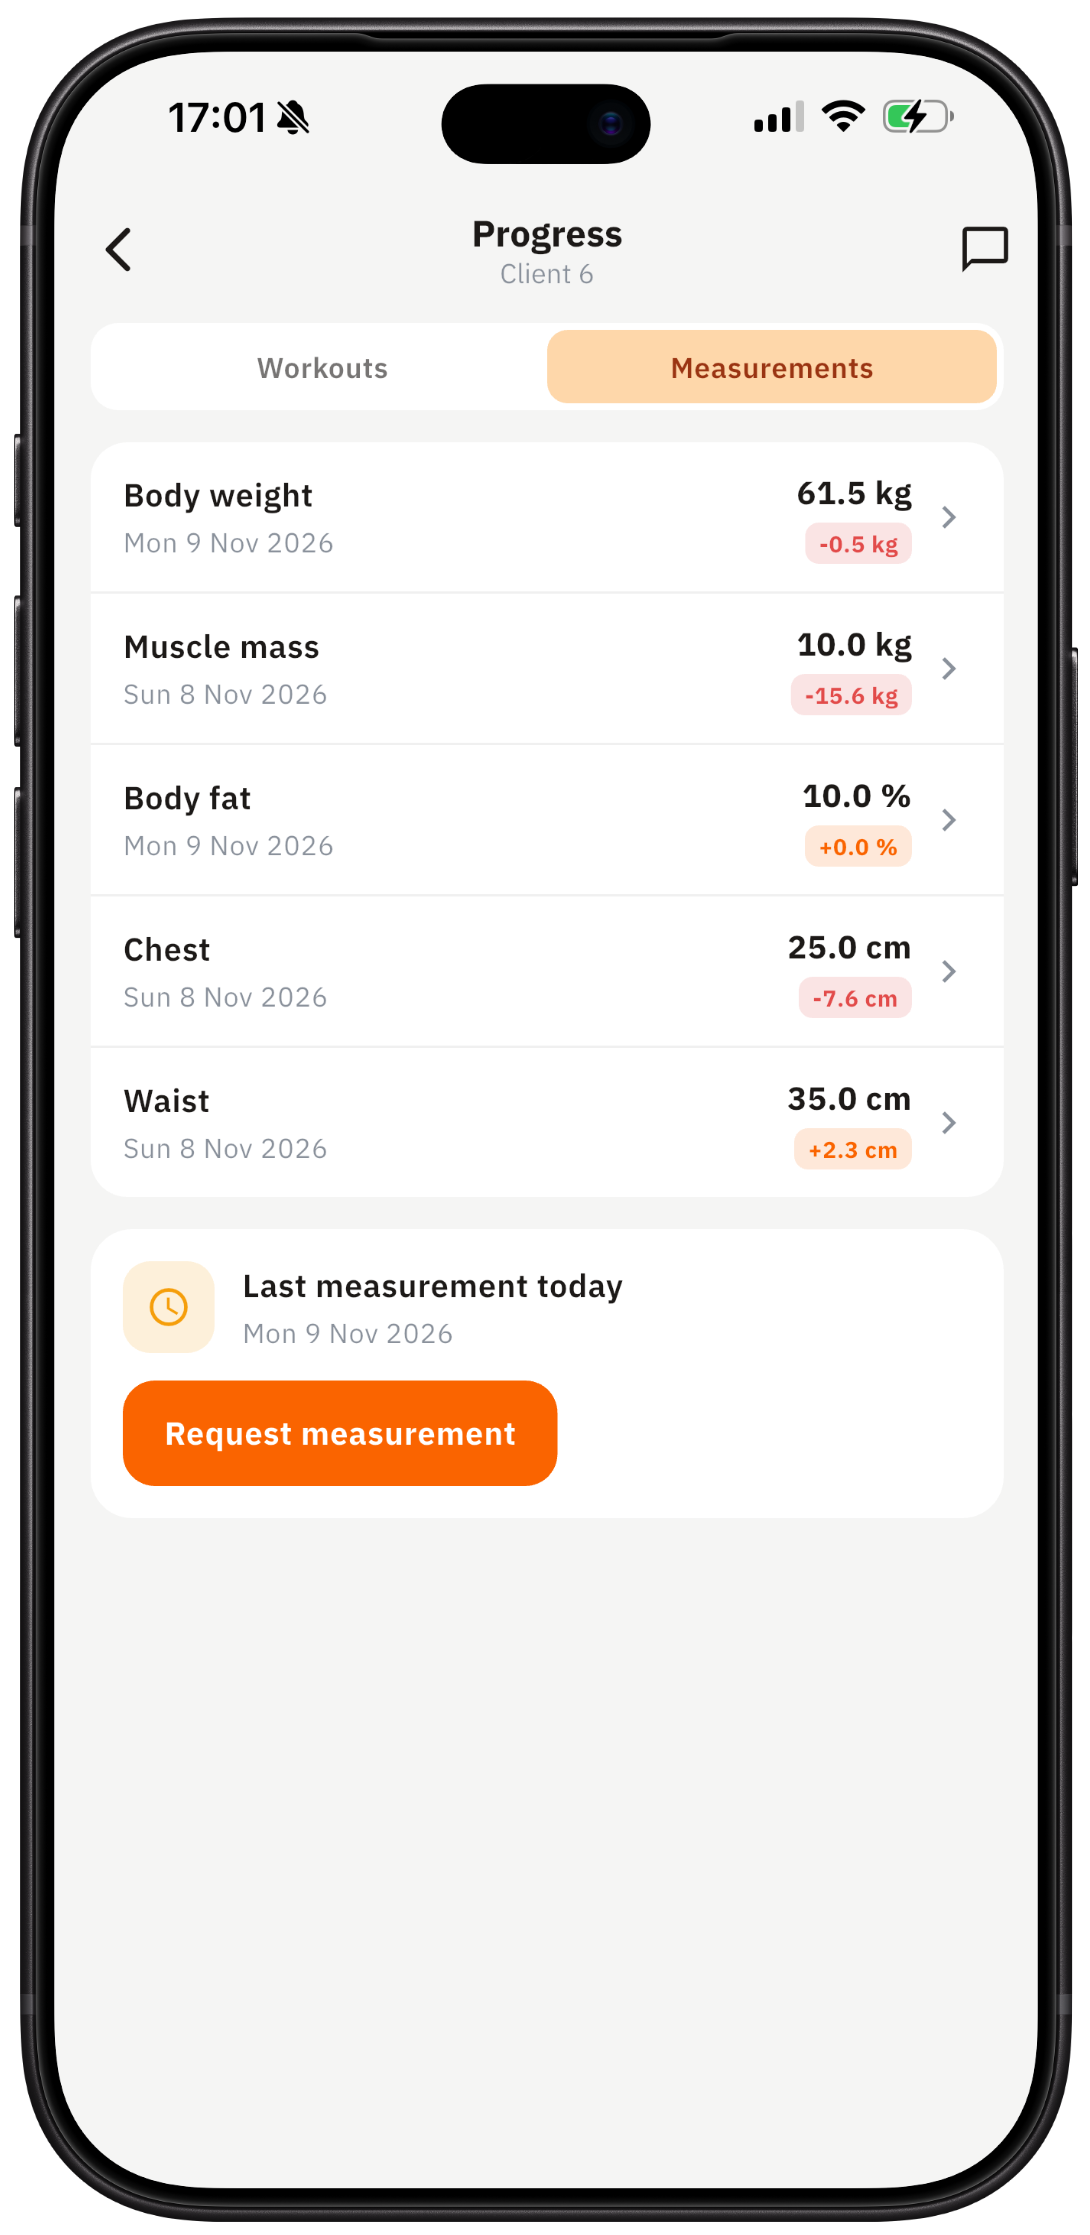 17:01
Progress
Client 6
Workouts
Measurements
Body weight
61.5 kg
Mon 9 Nov 2026
-0.5 kg
Muscle mass
10.0 kg
Sun 8 Nov 2026
-15.6 kg
Body fat
10.0 %
Mon 9 Nov 2026
+0.0 %
Chest
25.0 cm
Sun 8 Nov 2026
-7.6 cm
Waist
35.0 cm
Sun 8 Nov 2026
+2.3 cm
Last measurement today
Mon 9 Nov 2026
Request measurement